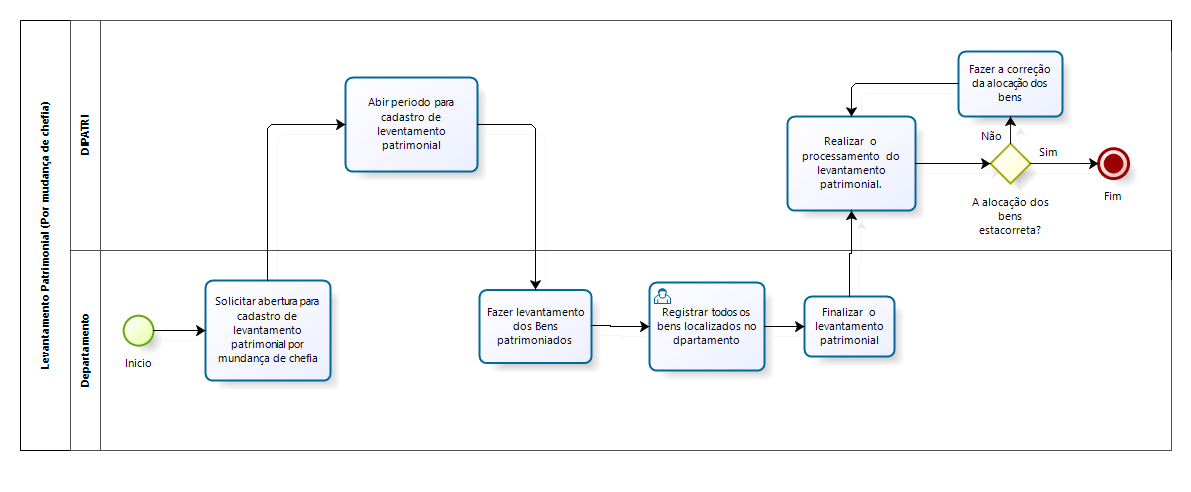 Levantamento Patrimonial (Por mudança de chefia)
DIPATRI
Abir periodo para
cadastro de
leventamento
patrimonial
Realizar o
processamento do
levantamento
patrimonial.
Fazer a correção
da alocação dos
bens
Não
Sim
A alocação dos
bens
estacorreta?
Fim
Departamento
Inicio
Solicitar abertura para
cadastro de
levantamento
patrimonial por
mundança de chefia
Fazer levantamento
dos Bens
patrimoniados
Registrar todos os
bens localizados no
dpartamento
Finalizar o
levantamento
patrimonial